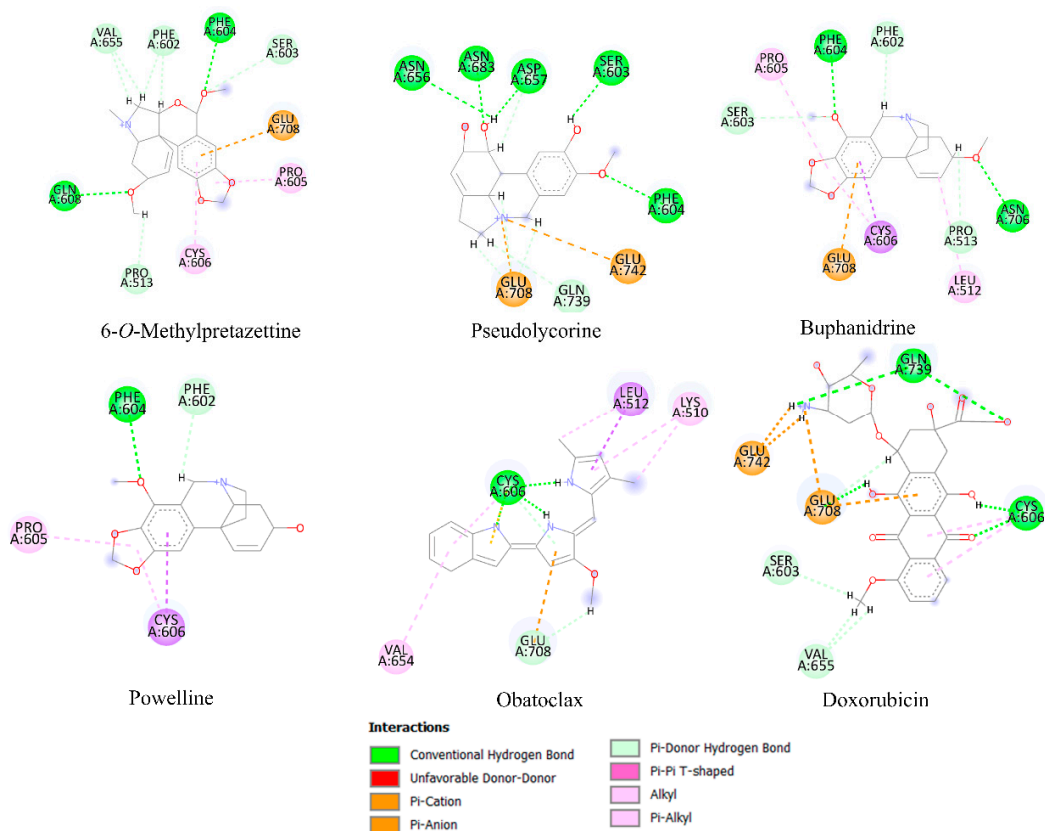 VAL
A:655
PHE
A:602
PHE
A:604
SER
A:603
GLU
A:708
PRO
A:605
CYS
A:606
PRO
A:513
GLN
A:608
N
+
H
H
H
O
O
O
O
O
H
6-O-Methylpretazettine
ASN
A:656
ASN
A:683
ASP
A:657
SER
A:603
PHE
A:604
GLU
A:742
GLN
A:739
GLU
A:708
O
H
O
H
H
O
H
O
H
N
+
H
H
H
Pseudolycorine
PRO
A:605
PHE
A:604
PHE
A:602
SER
A:603
ASN
A:706
PRO
A:513
LEU
A:512
CYS
A:606
GLU
A:708
H
N
+
O
O
O
H
O
Buphanidrine
PHE
A:604
PHE
A:602
PRO
A:605
CYS
A:606
H
N
+
O
O
O
O
Powelline
LEU
A:512
LYS
A:510
CYS
A:606
VAL
A:654
GLU
A:708
H
N
H
N
N
O
H
Obatoclax
GLN
A:739
GLU
A:742
GLU
A:708
CYS
A:606
SER
A:603
VAL
A:655
O
O
H
N
H
O
O
O
O
H
H
O
O
H
O
O
O
H
H
Doxorubicin
Interactions
Conventional Hydrogen Bond
Unfavorable Donor-Donor
Pi-Cation
Pi-Anion
Pi-Donor Hydrogen Bond
Pi-Pi T-shaped
Alkyl
Pi-Alkyl